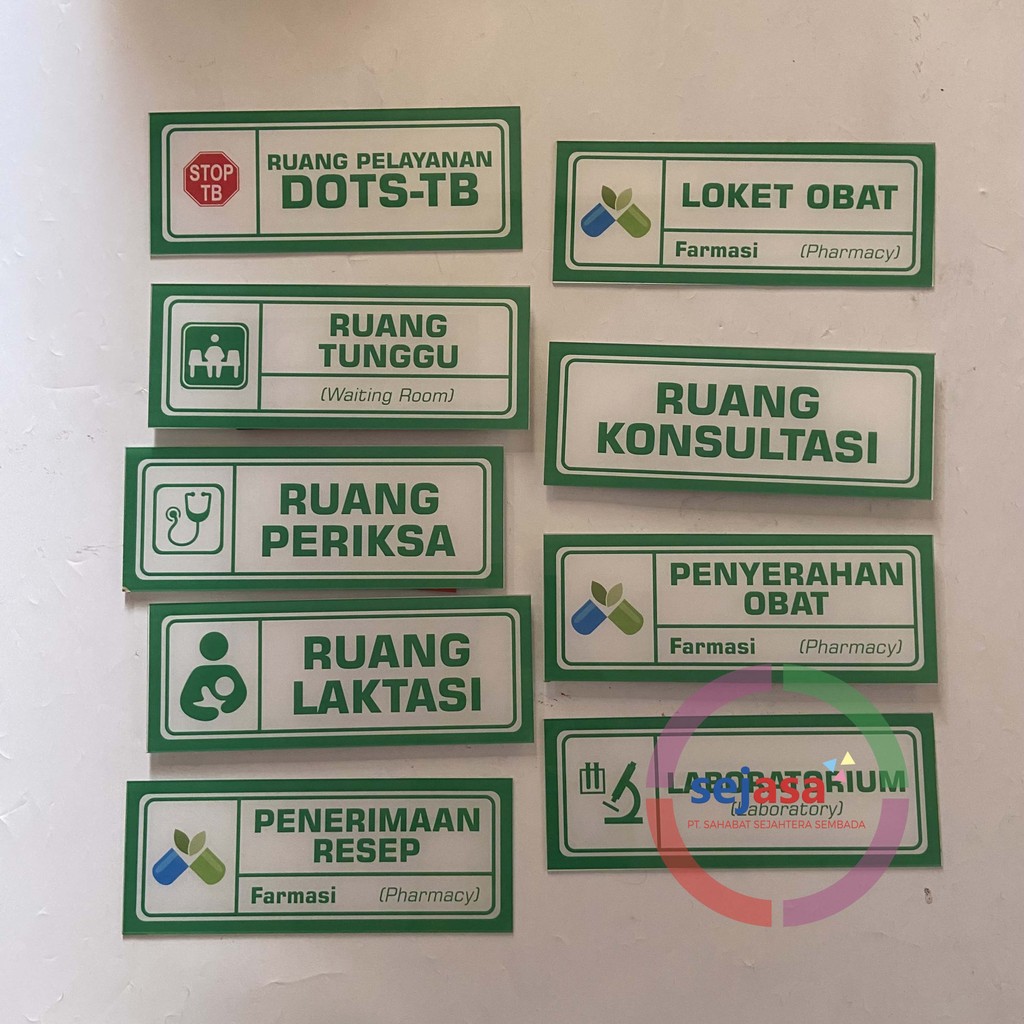 STOP
TB
RUANG PELAYANAN
DOTS-TB
RUANG
TUNGGU
(Waiting Room)
RUANG
PERIKSA
RUANG
LAKTASI
PENERIMAAN
RESEP
Farmasi (Pharmacy)
LOKET OBAT
Farmasi (Pharmacy)
RUANG
KONSULTASI
PENYERAHAN
OBAT
Farmasi (Pharmacy)
LABORATORIUM
(Laboratory)
sejasa
PT. SAHABAT SEJAHTERA SEMBADA